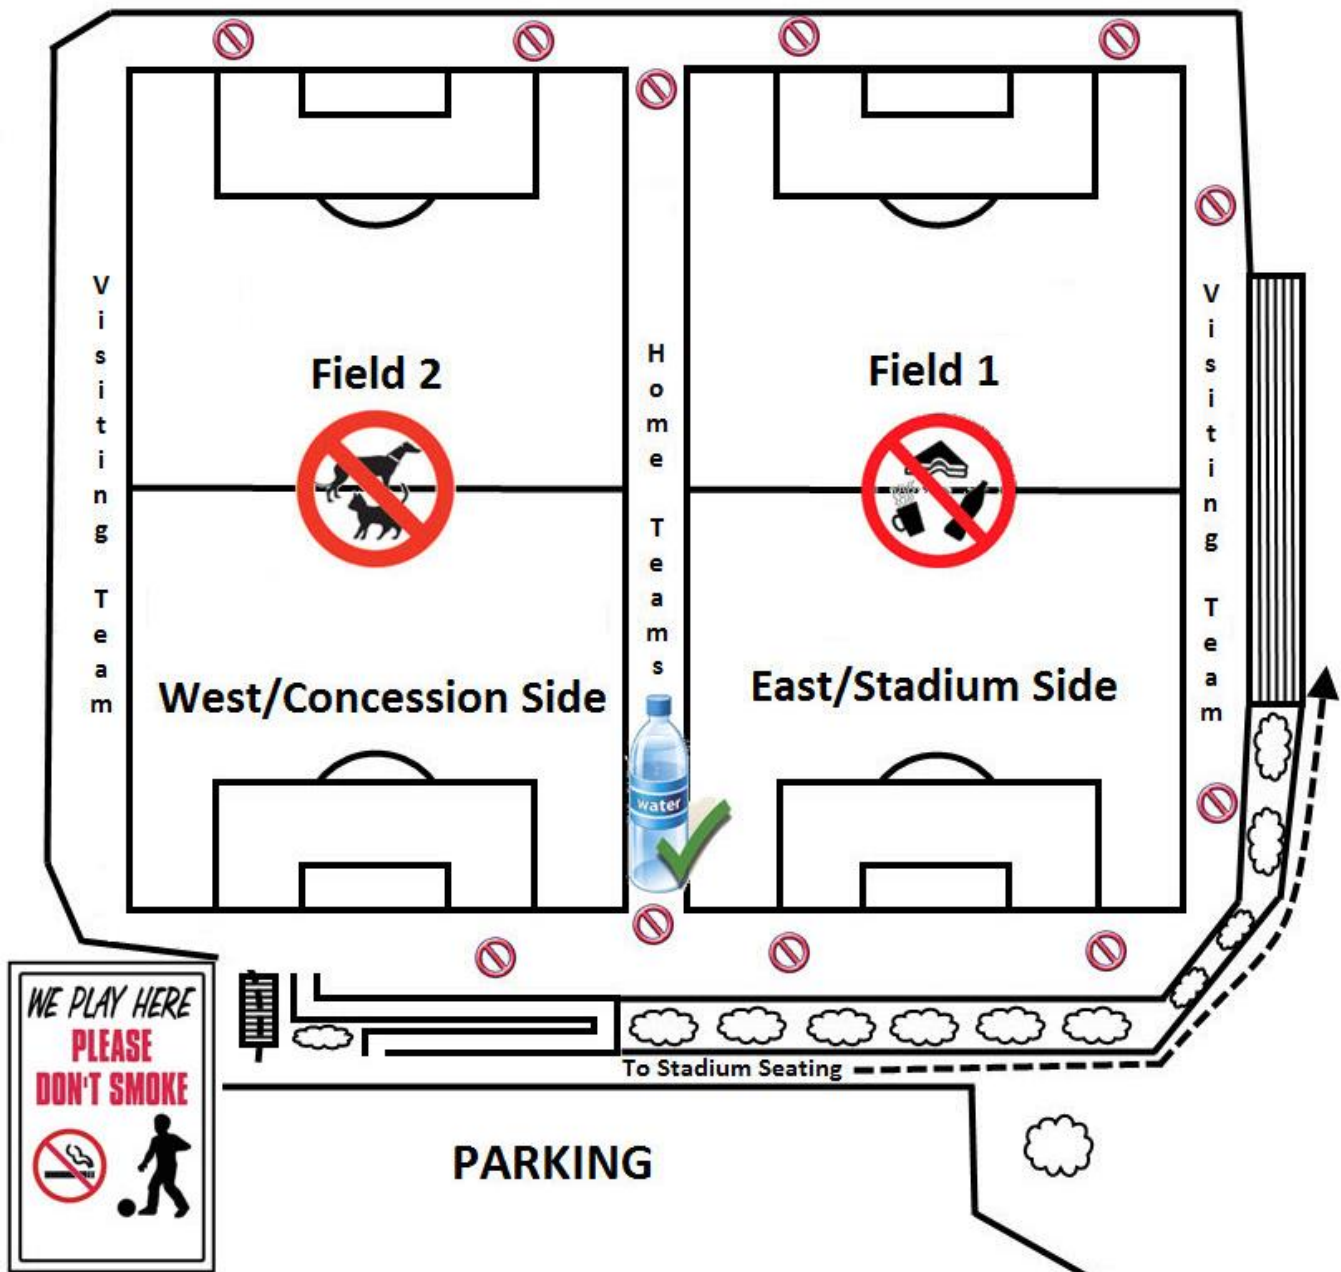 Visiting Team
Field 2
Home Teams
Field 1
Visiting Team
West/Concession Side
East/Stadium Side
water
WE PLAY HERE
PLEASE
DON'T SMOKE
To Stadium Seating
PARKING